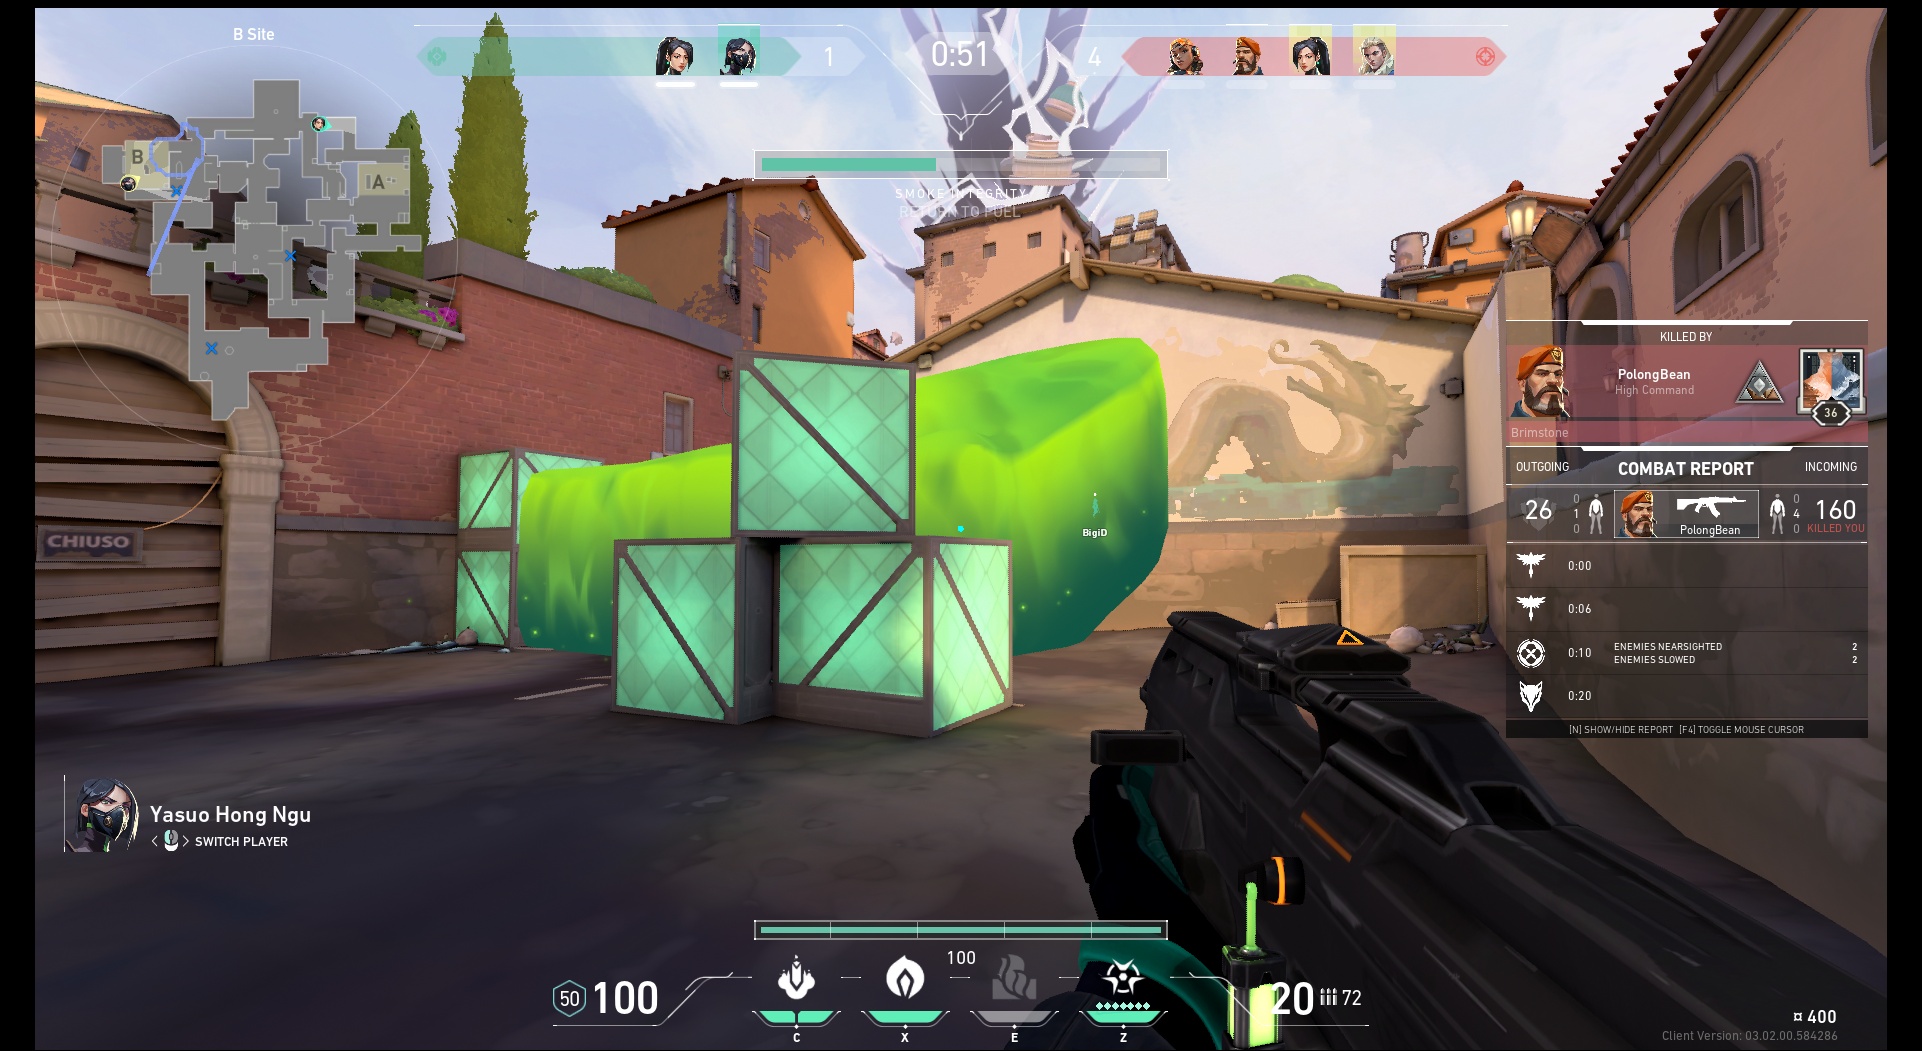 B Site
1
0:51
4
B
A
SMOKE INTEGRITY
RETURN TO FUEL
CHIUSO
BigiD
KILLED BY
PolongBean
High Command
36
Brimstone
OUTGOING
COMBAT REPORT
INCOMING
26
0
1
0
PolongBean
0
4
0
160
KILLED YOU
0:00
0:06
0:10
ENEMIES NEARSIGHTED 2
ENEMIES SLOWED 2
0:20
[N] SHOW/HIDE REPORT [F4] TOGGLE MOUSE CURSOR
Yasuo Hong Ngu
< > SWITCH PLAYER
50
100
100
C
X
E
Z
20
72
¤ 400
Client Version: 03.02.00.584286